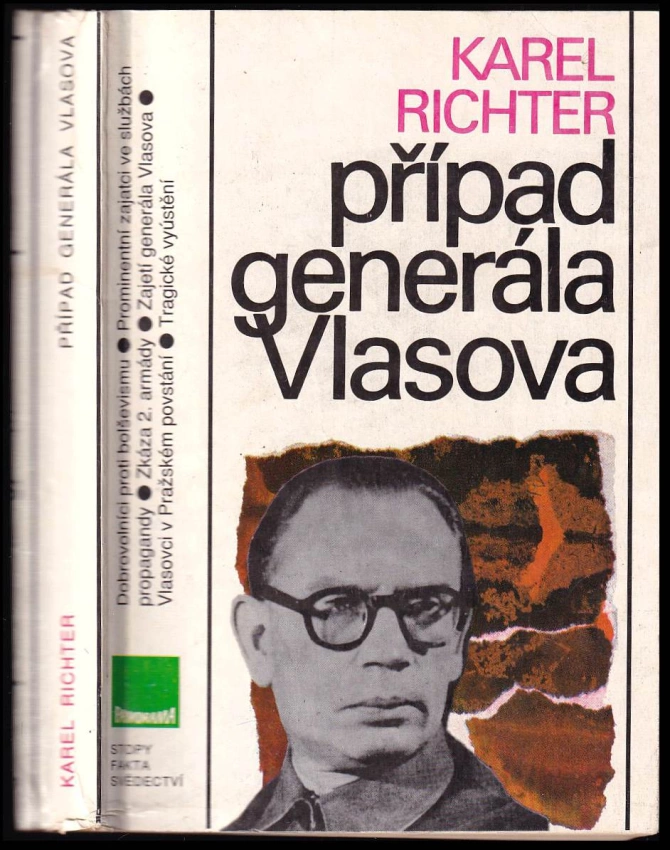 KAREL
RICHTER
případ
generála
Vlasova
Dobrovolníci proti bolševismu ● Prominentní zajatci ve službách
propagandy ● Zkáza 2. armády ● Zajetí generála Vlasova ●
Vlasovci v Pražském povstání ● Tragické vyústění
PANORAMA
STOPY
FAKTA
SVĚDECTVÍ
KAREL RICHTER PŘÍPAD GENERÁLA VLASOVA